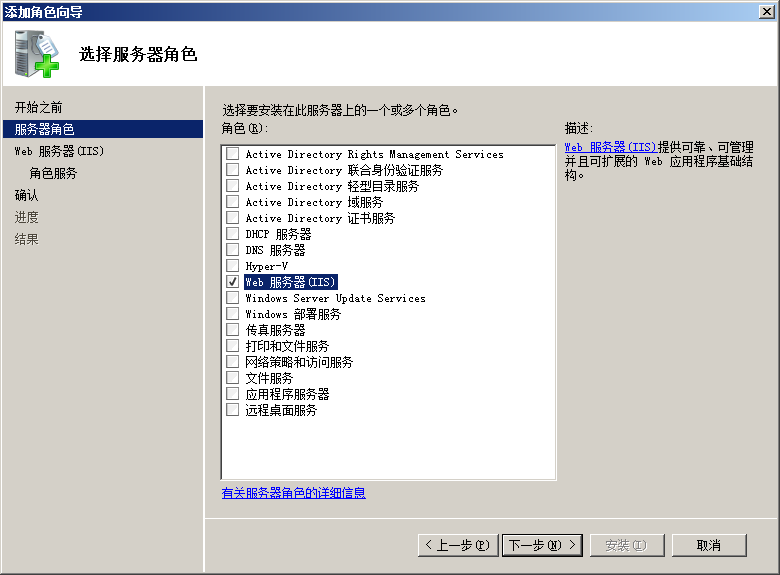 添加角色向导
选择服务器角色
开始之前
服务器角色
Web 服务器(IIS)
角色服务
确认
进度
结果
选择要安装在此服务器上的一个或多个角色。
角色(R):
Active Directory Rights Management Services
Active Directory 联合身份验证服务
Active Directory 轻型目录服务
Active Directory 域服务
Active Directory 证书服务
DHCP 服务器
DNS 服务器
Hyper-V
Web 服务器(IIS)
Windows Server Update Services
Windows 部署服务
传真服务器
打印和文件服务
网络策略和访问服务
文件服务
应用程序服务器
远程桌面服务
有关服务器角色的详细信息
描述:
Web 服务器(IIS)提供可靠、可管理
并且可扩展的 Web 应用程序基础结
构。
< 上一步(P)
下一步(N) >
安装(I)
取消